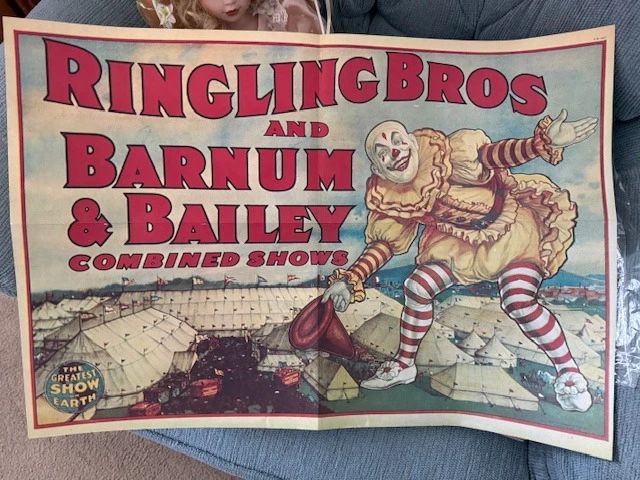 RINGLING BROS
AND
BARNUM
& BAILEY
COMBINED SHOWS
THE
GREATEST
SHOW
ON
EARTH